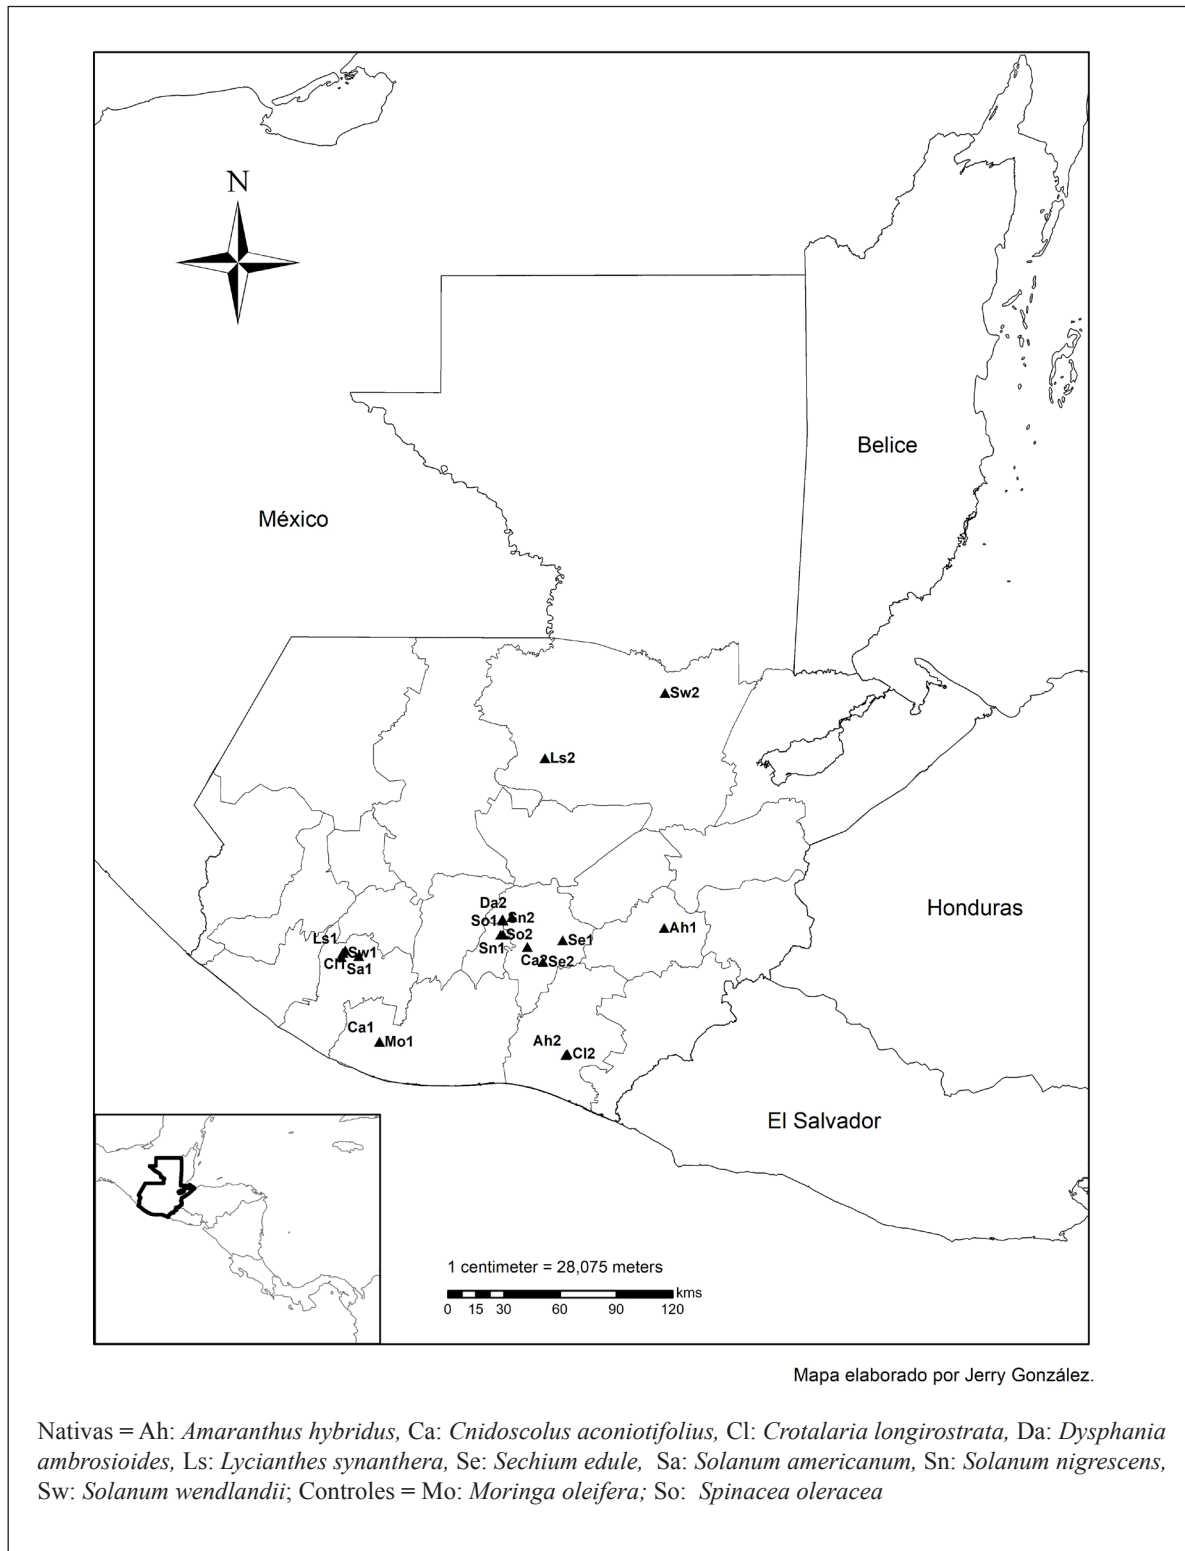 N
Belice
México
Sw2
Ls2
Da2
Sn2
So1
Honduras
Ah1
So2
Ls1
Sn1
Se1
Sw1
Cl1
Ca2
Se2
Sa1
Ca1
Mo1
Ah2
Cl2
El Salvador
1 centimeter = 28,075 meters
kms
0 15 30 60 90 120
Mapa elaborado por Jerry González.
Nativas = Ah: Amaranthus hybridus, Ca: Cnidoscolus aconiotifolius, Cl: Crotalaria longirostrata, Da: Dysphania
ambrosioides, Ls: Lycianthes synanthera, Se: Sechium edule, Sa: Solanum americanum, Sn: Solanum nigrescens,
Sw: Solanum wendlandii; Controles = Mo: Moringa oleifera; So: Spinacea oleracea